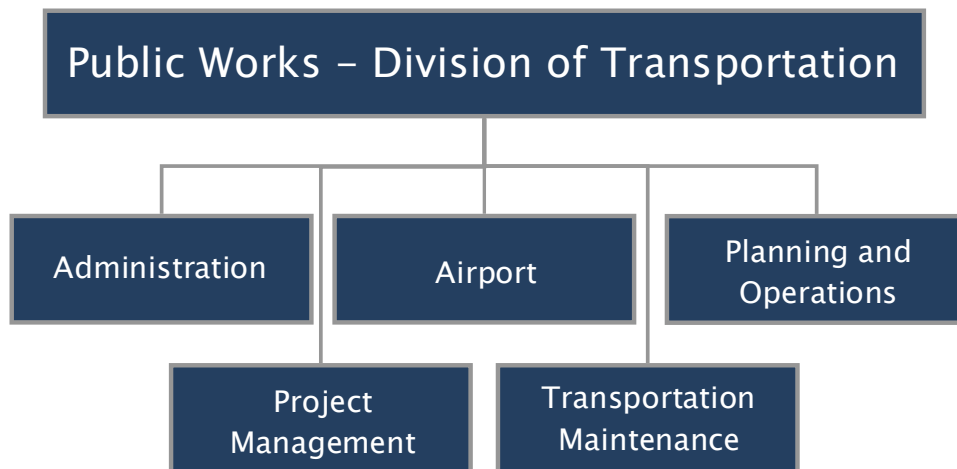 Public Works – Division of Transportation
Administration
Airport
Planning and
Operations
Project
Management
Transportation
Maintenance